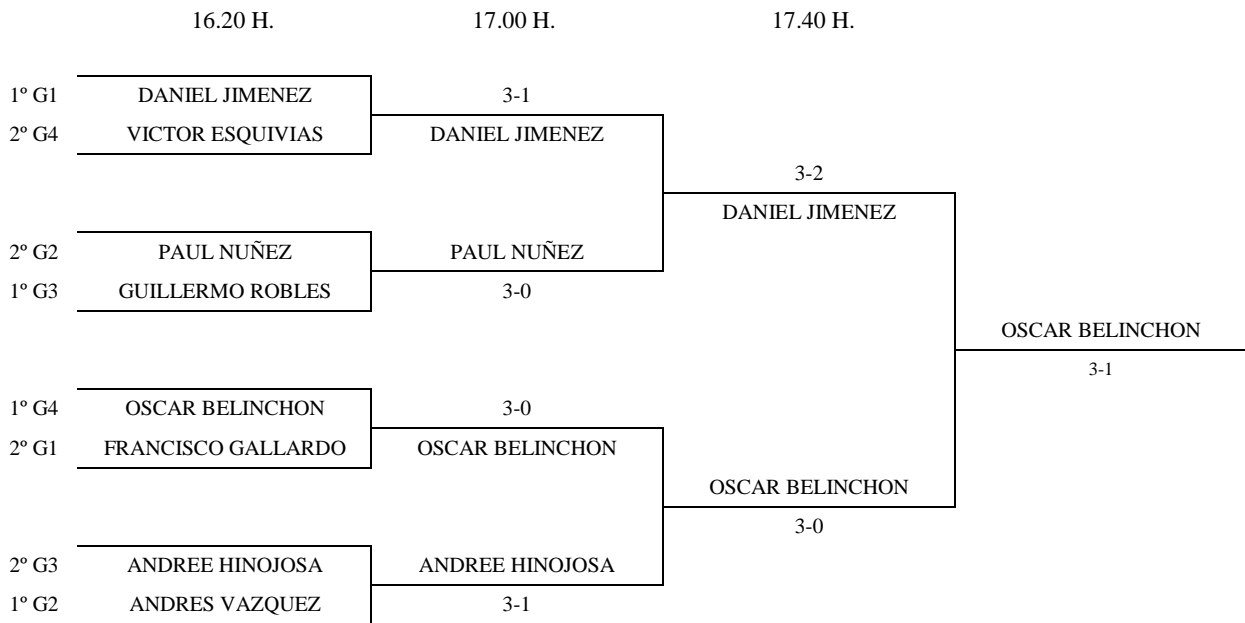 16.20 H. 17.00 H. 17.40 H.
1º G1 DANIEL JIMENEZ 3-1
2º G4 VICTOR ESQUIVIAS DANIEL JIMENEZ
3-2
DANIEL JIMENEZ
2º G2 PAUL NUÑEZ PAUL NUÑEZ
1º G3 GUILLERMO ROBLES 3-0
OSCAR BELINCHON
3-1
1º G4 OSCAR BELINCHON 3-0
2º G1 FRANCISCO GALLARDO OSCAR BELINCHON
OSCAR BELINCHON
3-0
2º G3 ANDREE HINOJOSA ANDREE HINOJOSA
1º G2 ANDRES VAZQUEZ 3-1